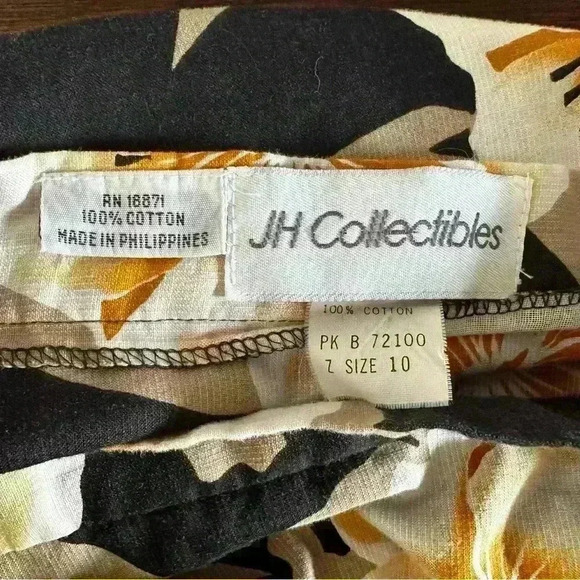 RN 18871
100% COTTON
MADE IN PHILIPPINES
JH Collectibles
100% COTTON
PK B 72100
Z SIZE 10